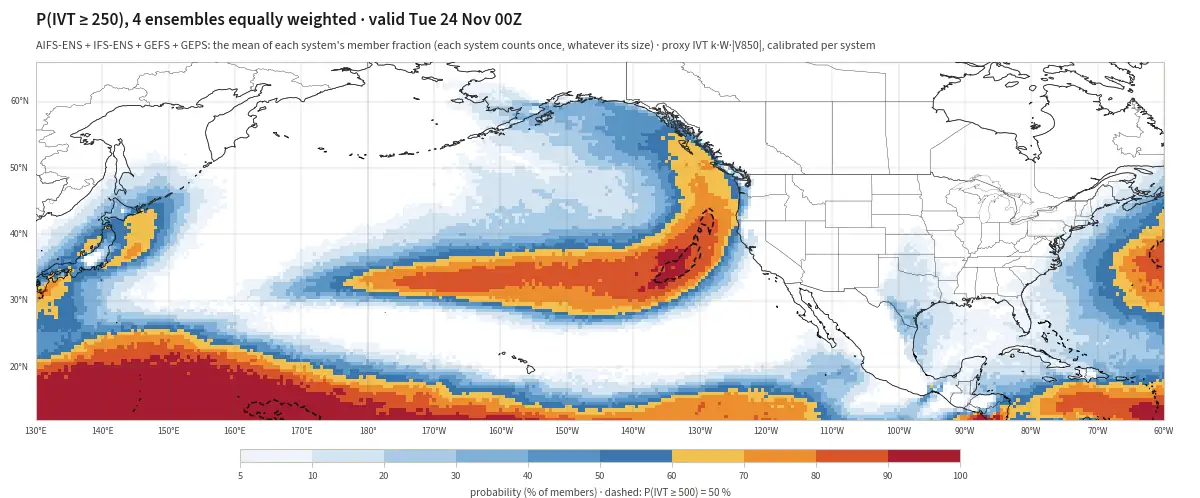 P(IVT ≥ 250), 4 ensembles equally weighted · valid Tue 24 Nov 00Z
AIFS-ENS + IFS-ENS + GEFS + GEPS: the mean of each system's member fraction (each system counts once, whatever its size) · proxy IVT k·W·|V850|, calibrated per system
60°N
50°N
40°N
30°N
20°N
130°E 140°E 150°E 160°E 170°E 180° 170°W 160°W 150°W 140°W 130°W 120°W 110°W 100°W 90°W 80°W 70°W 60°W
5 10 20 30 40 50 60 70 80 90 100
probability (% of members) · dashed: P(IVT ≥ 500) = 50 %